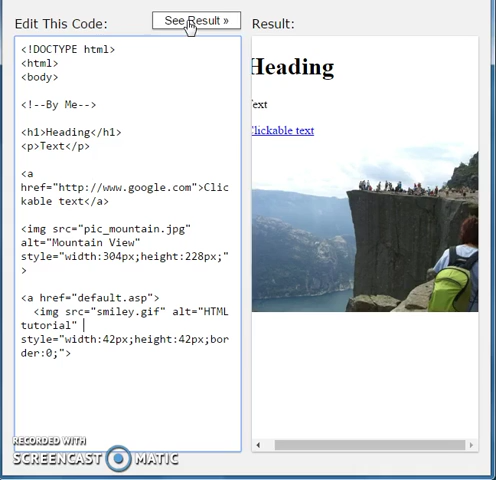 Edit This Code:
See Result »
Result:
<!DOCTYPE html>
<html>
<body>
<!--By Me-->
<h1>Heading</h1>
<p>Text</p>
<a
href="http://www.google.com">Clic
kable text</a>
<img src="pic_mountain.jpg"
alt="Mountain View"
style="width:304px;height:228px;"
>
<a href="default.asp">
<img src="smiley.gif" alt="HTML
tutorial"
style="width:42px;height:42px;bor
der:0;">
Heading
Text
Clickable text
RECORDED WITH
SCREENCAST MATIC